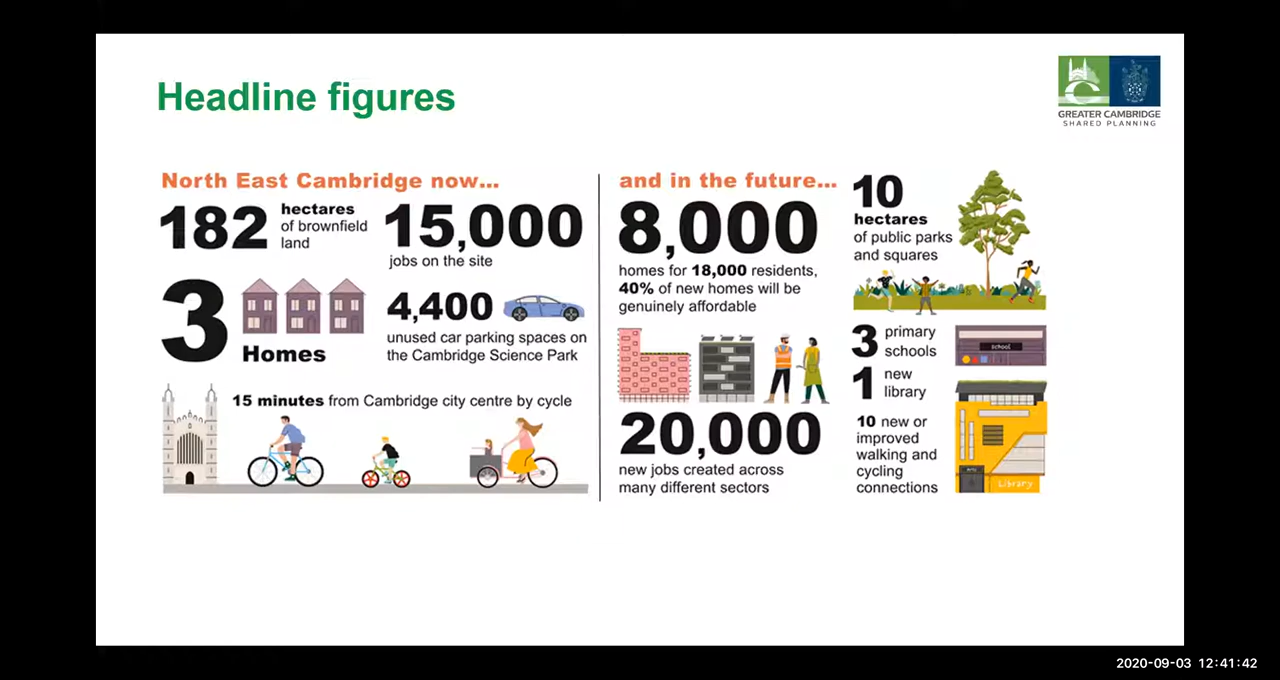 Headline figures
GREATER CAMBRIDGE
SHARED PLANNING
North East Cambridge now...
182
hectares
of brownfield
land
15,000
jobs on the site
3
Homes
4,400
unused car parking spaces on
the Cambridge Science Park
15 minutes from Cambridge city centre by cycle
and in the future...
8,000
homes for 18,000 residents,
40% of new homes will be
genuinely affordable
20,000
new jobs created across
many different sectors
10
hectares
of public parks
and squares
3 primary
schools
school
1 new
library
10 new or
improved
walking and
cycling
connections
Library
2020-09-03 12:41:42